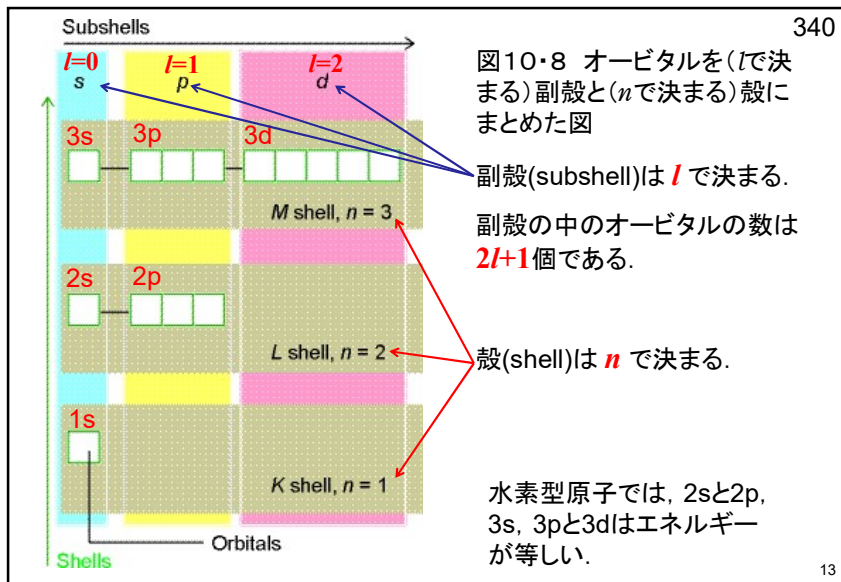 340
Subshells
l=0
l=1
l=2
s
p
d
3s
3p
3d
M shell, n = 3
2s
2p
L shell, n = 2
1s
K shell, n = 1
Orbitals
Shells
図10・8 オービタルを(lで決
まる)副殻と(nで決まる)殻に
まとめた図
副殻(subshell)は l で決まる.
副殻の中のオービタルの数は
2l+1個である.
殻(shell)は n で決まる.
水素型原子では, 2sと2p,
3s, 3pと3dはエネルギー
が等しい.
13